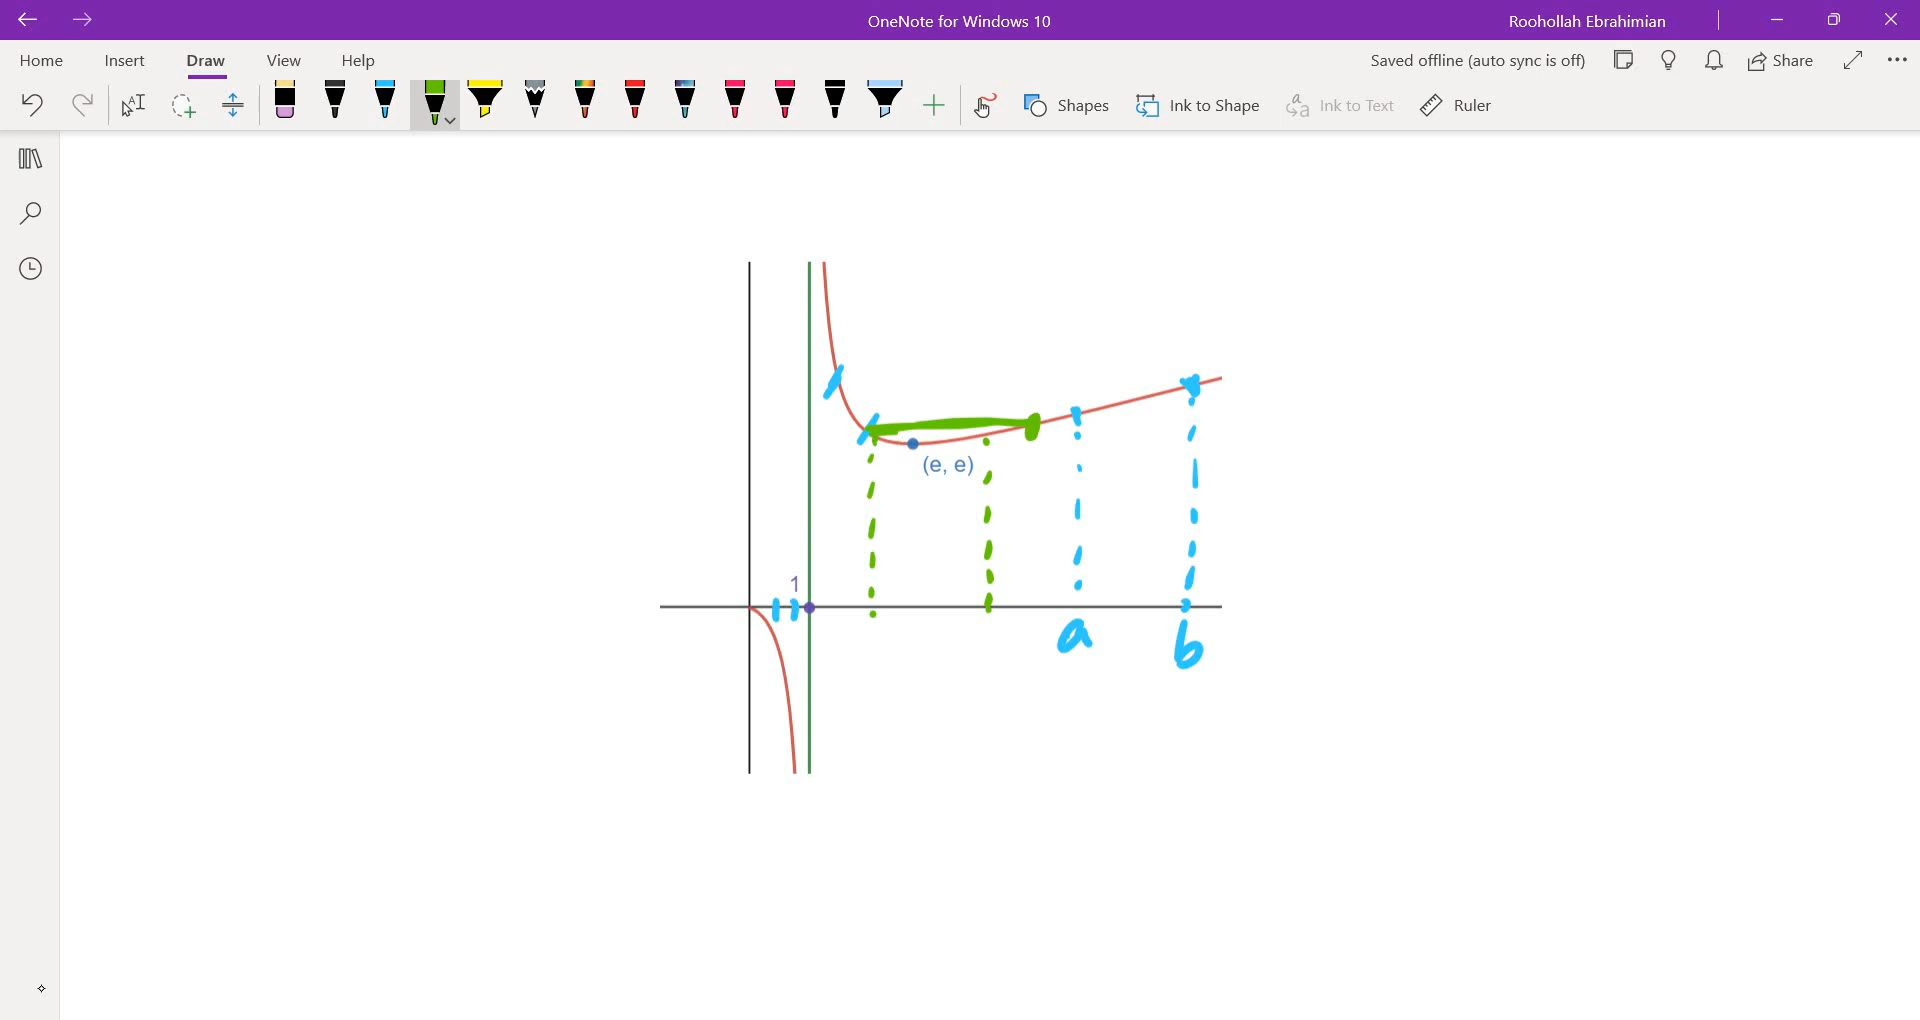 OneNote for Windows 10
Roohollah Ebrahimian
Home Insert Draw View Help
Saved offline (auto sync is off) Share
Shapes Ink to Shape Ink to Text Ruler
(e, e)
1
a b